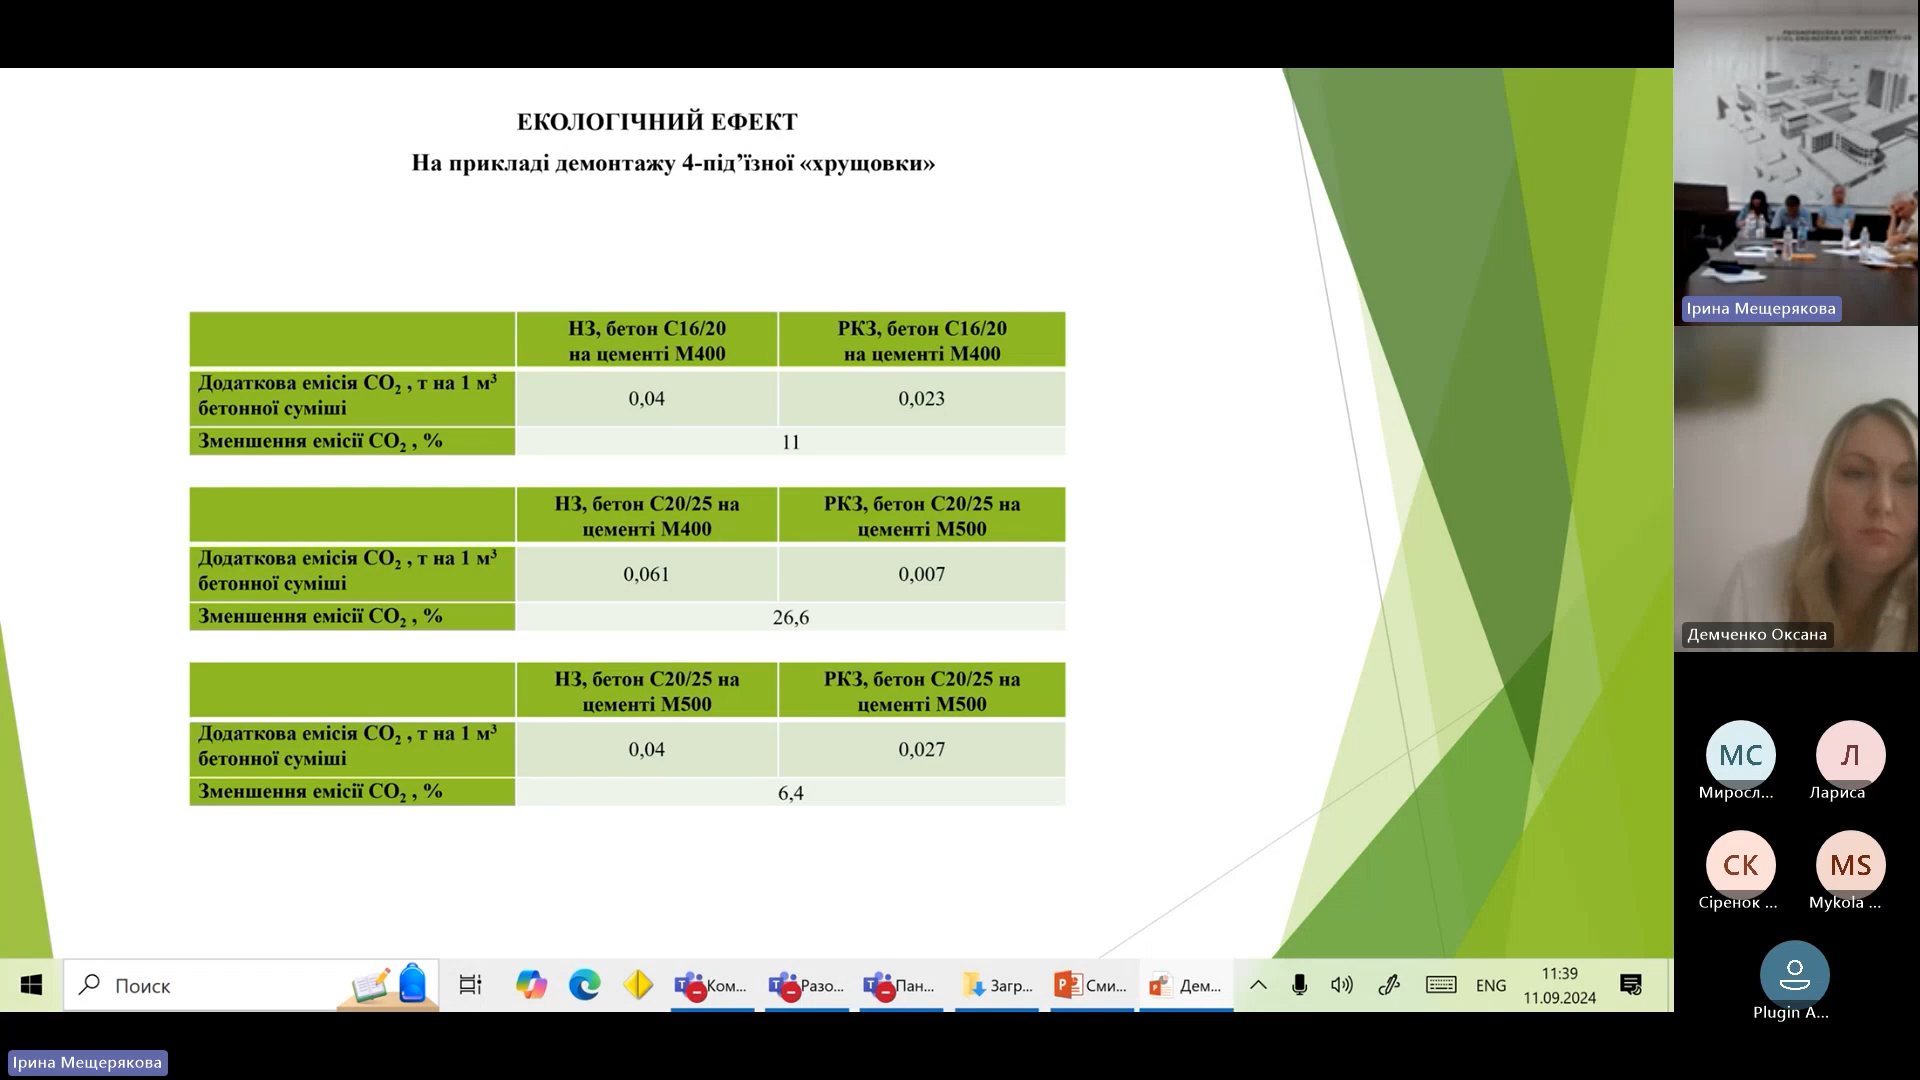 ЕКОЛОГІЧНИЙ ЕФЕКТ
На прикладі демонтажу 4-під’їзної «хрущовки»
НЗ, бетон С16/20
на цементі М400
РКЗ, бетон С16/20
на цементі М400
Додаткова емісія СО2 , т на 1 м³
бетонної суміші
0,04
0,023
Зменшення емісії СО2 , %
11
НЗ, бетон С20/25 на
цементі М400
РКЗ, бетон С20/25 на
цементі М500
Додаткова емісія СО2 , т на 1 м³
бетонної суміші
0,061
0,007
Зменшення емісії СО2 , %
26,6
НЗ, бетон С20/25 на
цементі М500
РКЗ, бетон С20/25 на
цементі М500
Додаткова емісія СО2 , т на 1 м³
бетонної суміші
0,04
0,027
Зменшення емісії СО2 , %
6,4
Ірина Мещерякова
Демченко Оксана
МС
Миросл...
Л
Лариса
СК
Сіренок ...
MS
Mykola ...
Plugin A...
Поиск
Ком...
Разо...
Пан...
Загр...
Сми...
Дем...
ENG
11:39
11.09.2024
Ірина Мещерякова